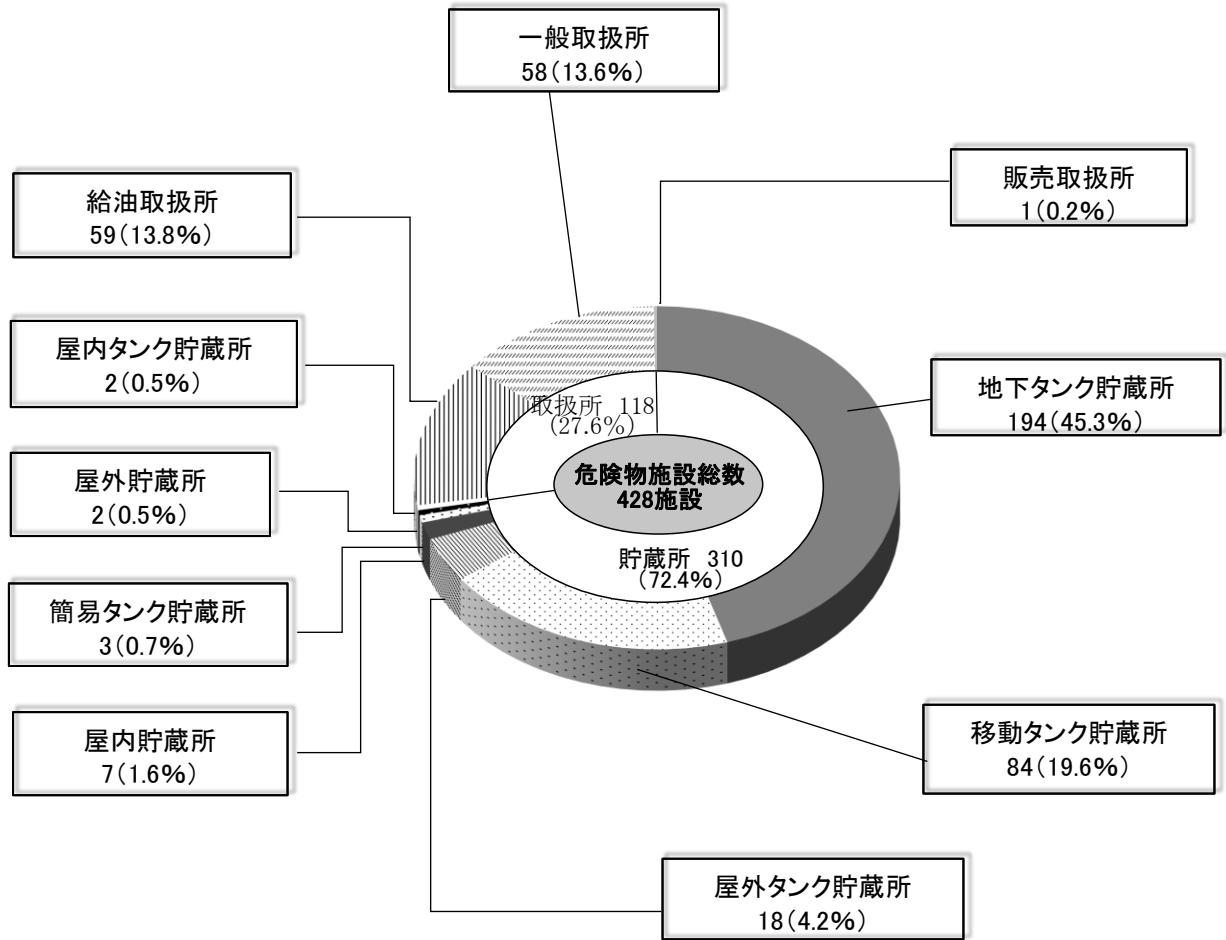 一般取扱所
58(13.6%)
販売取扱所
1(0.2%)
給油取扱所
59(13.8%)
屋内タンク貯蔵所
2(0.5%)
地下タンク貯蔵所
194(45.3%)
取扱所 118
(27.6%)
屋外貯蔵所
2(0.5%)
危険物施設総数
428施設
貯蔵所 310
(72.4%)
簡易タンク貯蔵所
3(0.7%)
屋内貯蔵所
7(1.6%)
移動タンク貯蔵所
84(19.6%)
屋外タンク貯蔵所
18(4.2%)